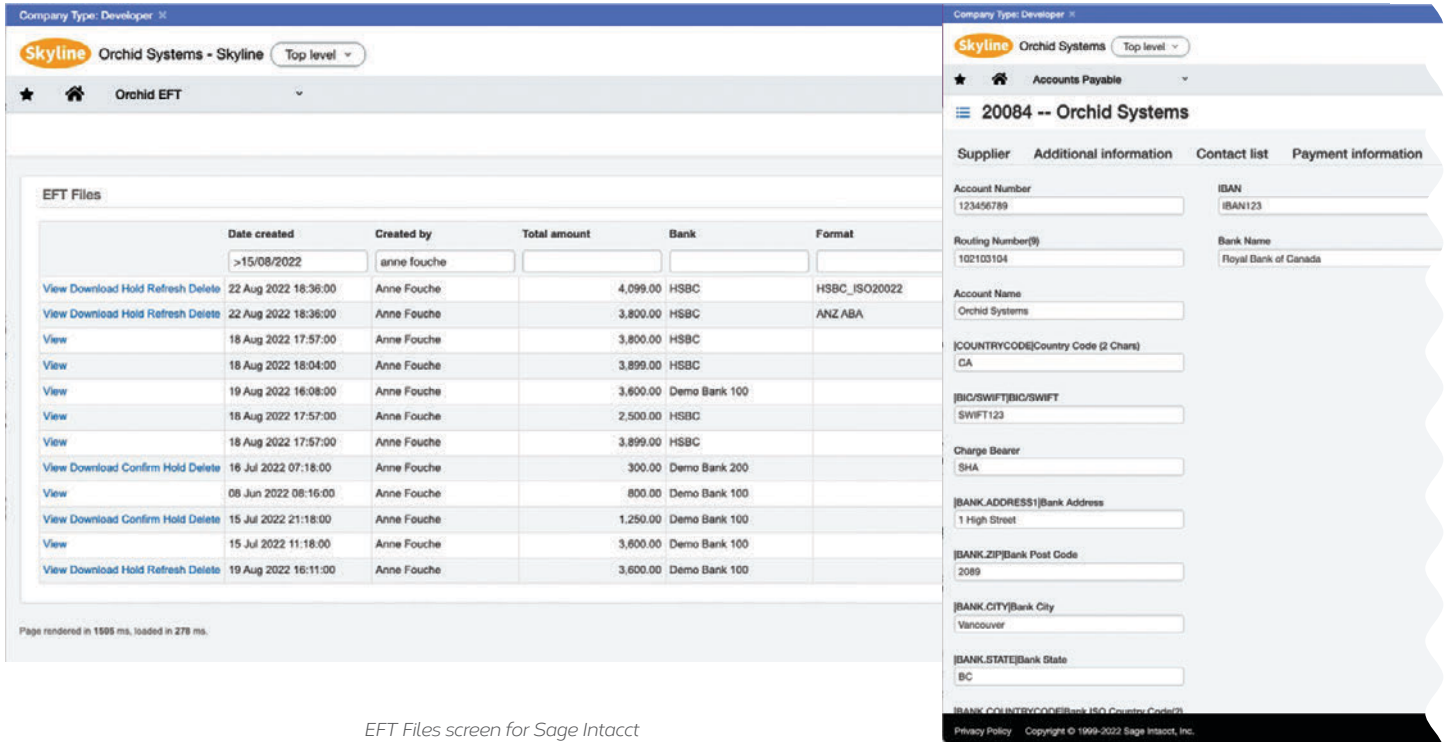 Company Type: Developer ×
Skyline Orchid Systems - Skyline Top level
Orchid EFT
EFT Files
Date created Created by Total amount Bank Format
>15/08/2022 anne fouche
View Download Hold Refresh Delete 22 Aug 2022 18:36:00 Anne Fouche 4,099.00 HSBC HSBC_ISO20022
View Download Hold Refresh Delete 22 Aug 2022 18:36:00 Anne Fouche 3,800.00 HSBC ANZ ABA
View 18 Aug 2022 17:57:00 Anne Fouche 3,800.00 HSBC
View 18 Aug 2022 18:04:00 Anne Fouche 3,899.00 HSBC
View 19 Aug 2022 16:08:00 Anne Fouche 3,600.00 Demo Bank 100
View 18 Aug 2022 17:57:00 Anne Fouche 2,500.00 HSBC
View 18 Aug 2022 17:57:00 Anne Fouche 3,899.00 HSBC
View Download Confirm Hold Delete 16 Jul 2022 07:18:00 Anne Fouche 300.00 Demo Bank 200
View 08 Jun 2022 08:16:00 Anne Fouche 800.00 Demo Bank 100
View Download Confirm Hold Delete 15 Jul 2022 21:18:00 Anne Fouche 1,250.00 Demo Bank 100
View 15 Jul 2022 11:18:00 Anne Fouche 3,600.00 Demo Bank 100
View Download Hold Refresh Delete 19 Aug 2022 16:11:00 Anne Fouche 3,600.00 Demo Bank 100
Page rendered in 1505 ms, loaded in 278 ms.
EFT Files screen for Sage Intacct
Company Type: Developer ×
Skyline Orchid Systems Top level
Accounts Payable
20084 -- Orchid Systems
Supplier Additional information Contact list Payment information
Account Number IBAN
123456789 IBAN123
Routing Number(9) Bank Name
102103104 Royal Bank of Canada
Account Name
Orchid Systems
|COUNTRYCODE|Country Code (2 Chars)
CA
|BIC/SWIFT|BIC/SWIFT
SWIFT123
Charge Bearer
SHA
|BANK.ADDRESS1|Bank Address
1 High Street
|BANK.ZIP|Bank Post Code
2089
|BANK.CITY|Bank City
Vancouver
|BANK.STATE|Bank State
BC
|BANK.COUNTRYCODE|Bank ISO Country Code(2)
Privacy Policy Copyright © 1999-2022 Sage Intacct, Inc.